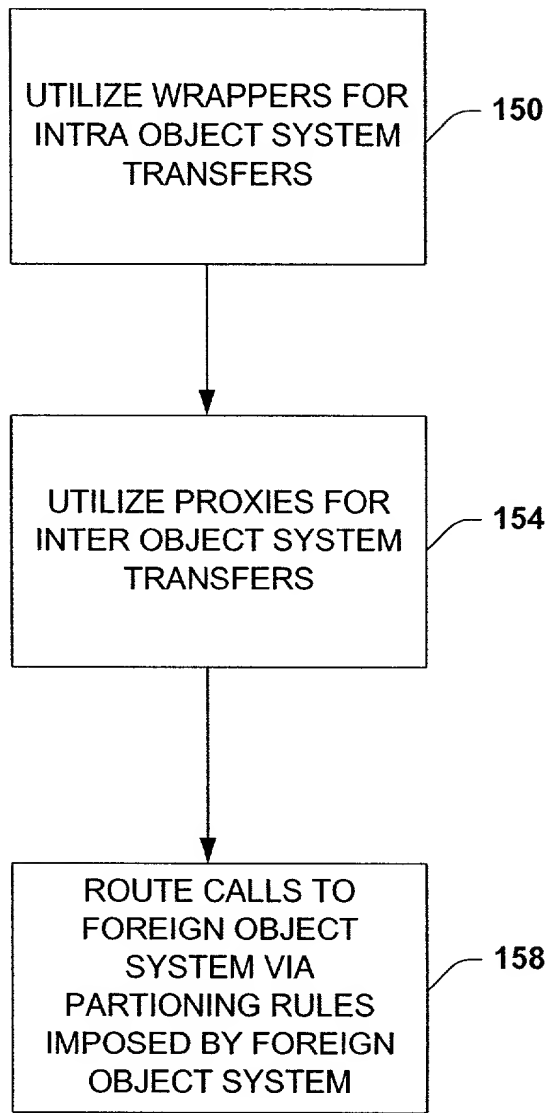 UTILIZE WRAPPERS FOR
INTRA OBJECT SYSTEM
TRANSFERS
150
UTILIZE PROXIES FOR
INTER OBJECT SYSTEM
TRANSFERS
154
ROUTE CALLS TO
FOREIGN OBJECT
SYSTEM VIA
PARTIONING RULES
IMPOSED BY FOREIGN
OBJECT SYSTEM
158